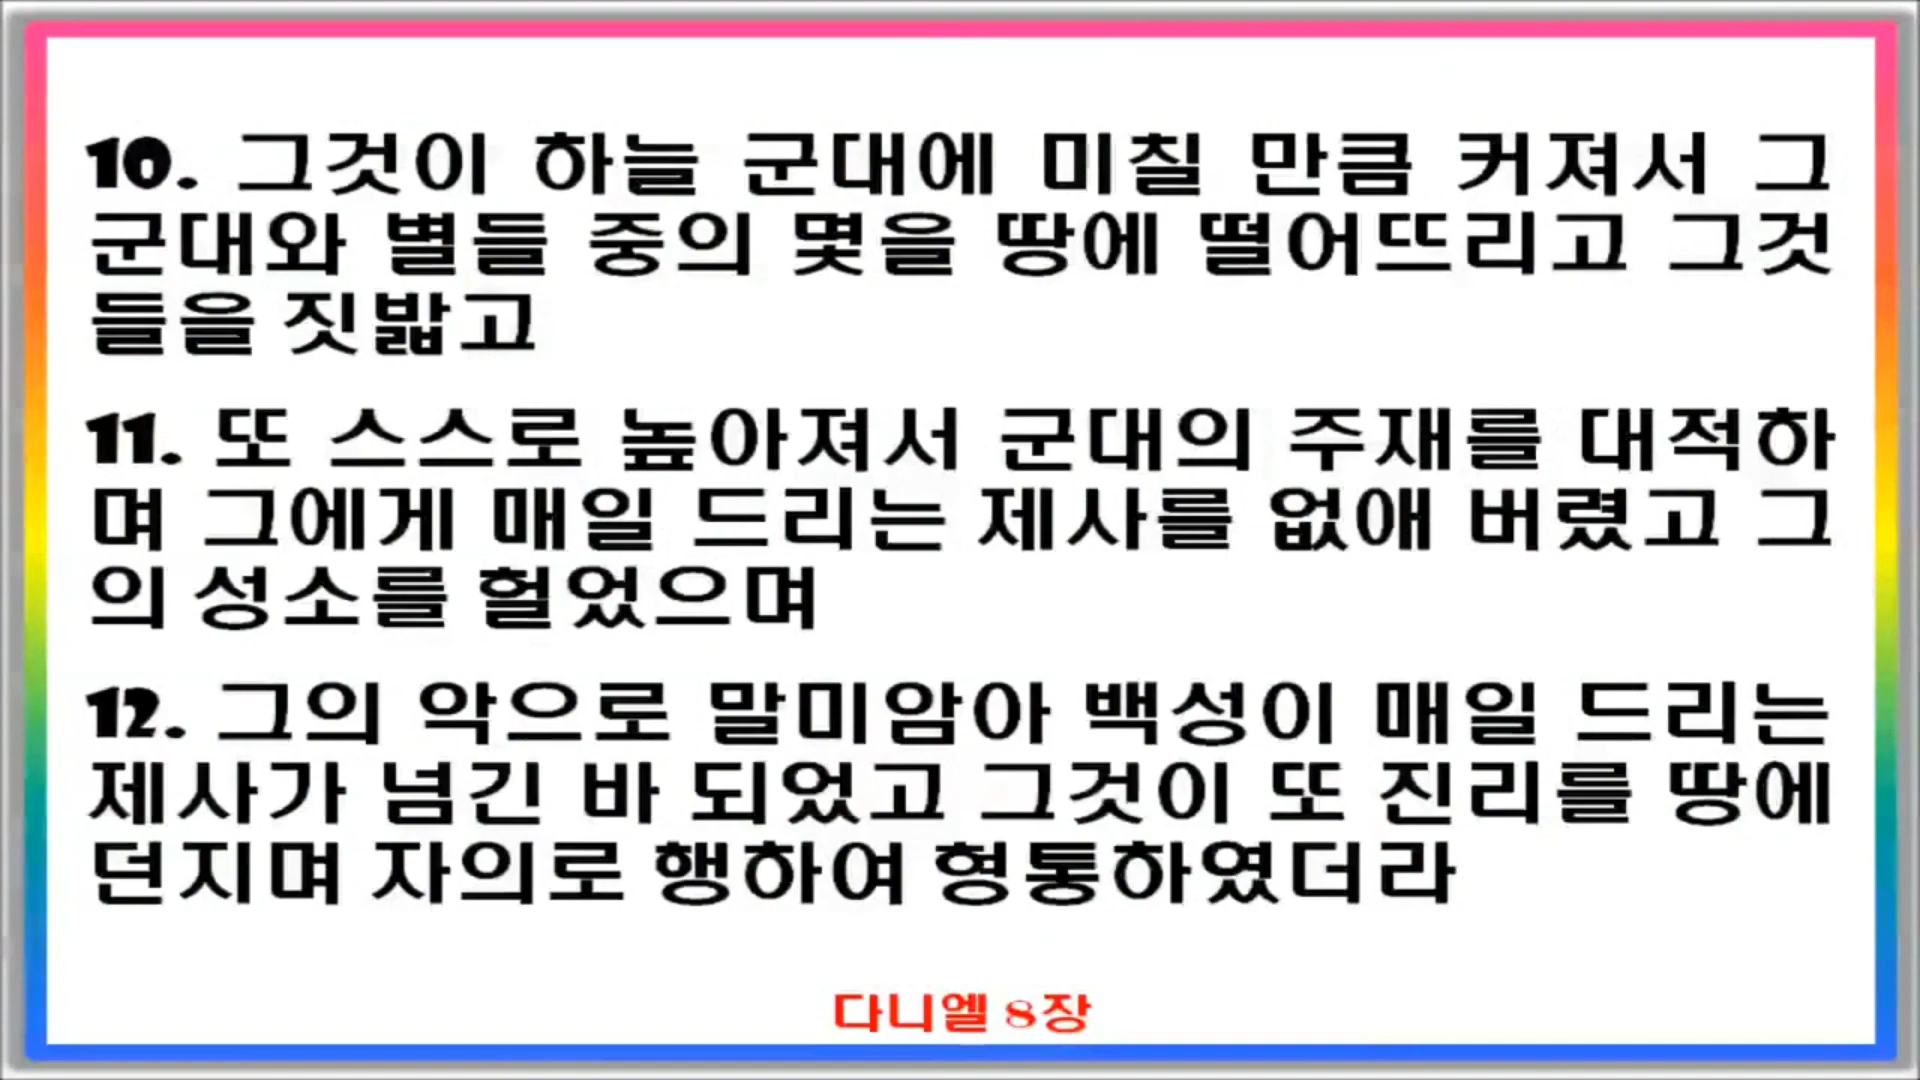 10. 그것이 하늘 군대에 미칠 만큼 커져서 그
군대와 별들 중의 몇을 땅에 떨어뜨리고 그것
들을 짓밟고
11. 또 스스로 높아져서 군대의 주재를 대적하
며 그에게 매일 드리는 제사를 없애 버렸고 그
의 성소를 헐었으며
12. 그의 악으로 말미암아 백성이 매일 드리는
제사가 넘긴 바 되었고 그것이 또 진리를 땅에
던지며 자의로 행하여 형통하였더라
다니엘 8장